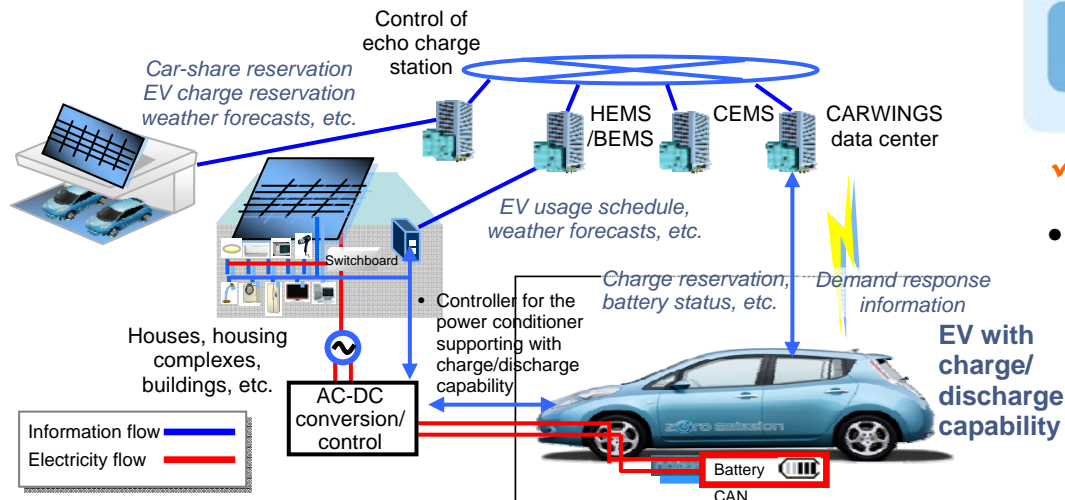 Control of
echo charge
station
Car-share reservation
EV charge reservation
weather forecasts, etc.
HEMS
/BEMS
CEMS
CARWINGS
data center
EV usage schedule,
weather forecasts, etc.
Switchboard
Charge reservation,
battery status, etc.
Demand response
information
• Controller for the
power conditioner
supporting with
charge/discharge
capability
Houses, housing
complexes,
buildings, etc.
EV with
charge/
discharge
capability
AC-DC
conversion/
control
zero emission
Information flow
Electricity flow
Battery
CAN